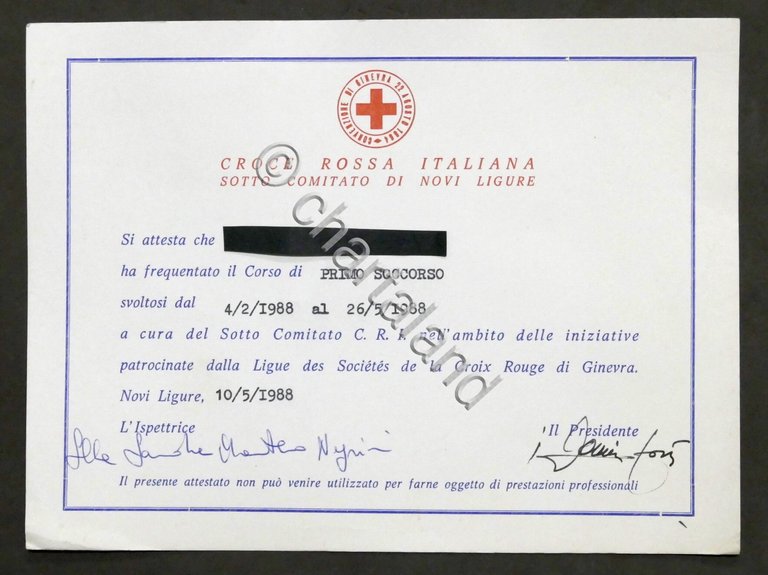 CONVENZIONE DI GINEVRA 22 AGOSTO 1864
CROCE ROSSA ITALIANA
SOTTO COMITATO DI NOVI LIGURE
Si attesta che
ha frequentato il Corso di PRIMO SOCCORSO
svoltosi dal 4/2/1988 al 26/5/1988
a cura del Sotto Comitato C. R. I. nell'ambito delle iniziative
patrocinate dalla Ligue des Sociétés de la Croix Rouge di Ginevra.
Novi Ligure, 10/5/1988
L'Ispettrice Il Presidente
Il presente attestato non può venire utilizzato per farne oggetto di prestazioni professionali
© chartaland